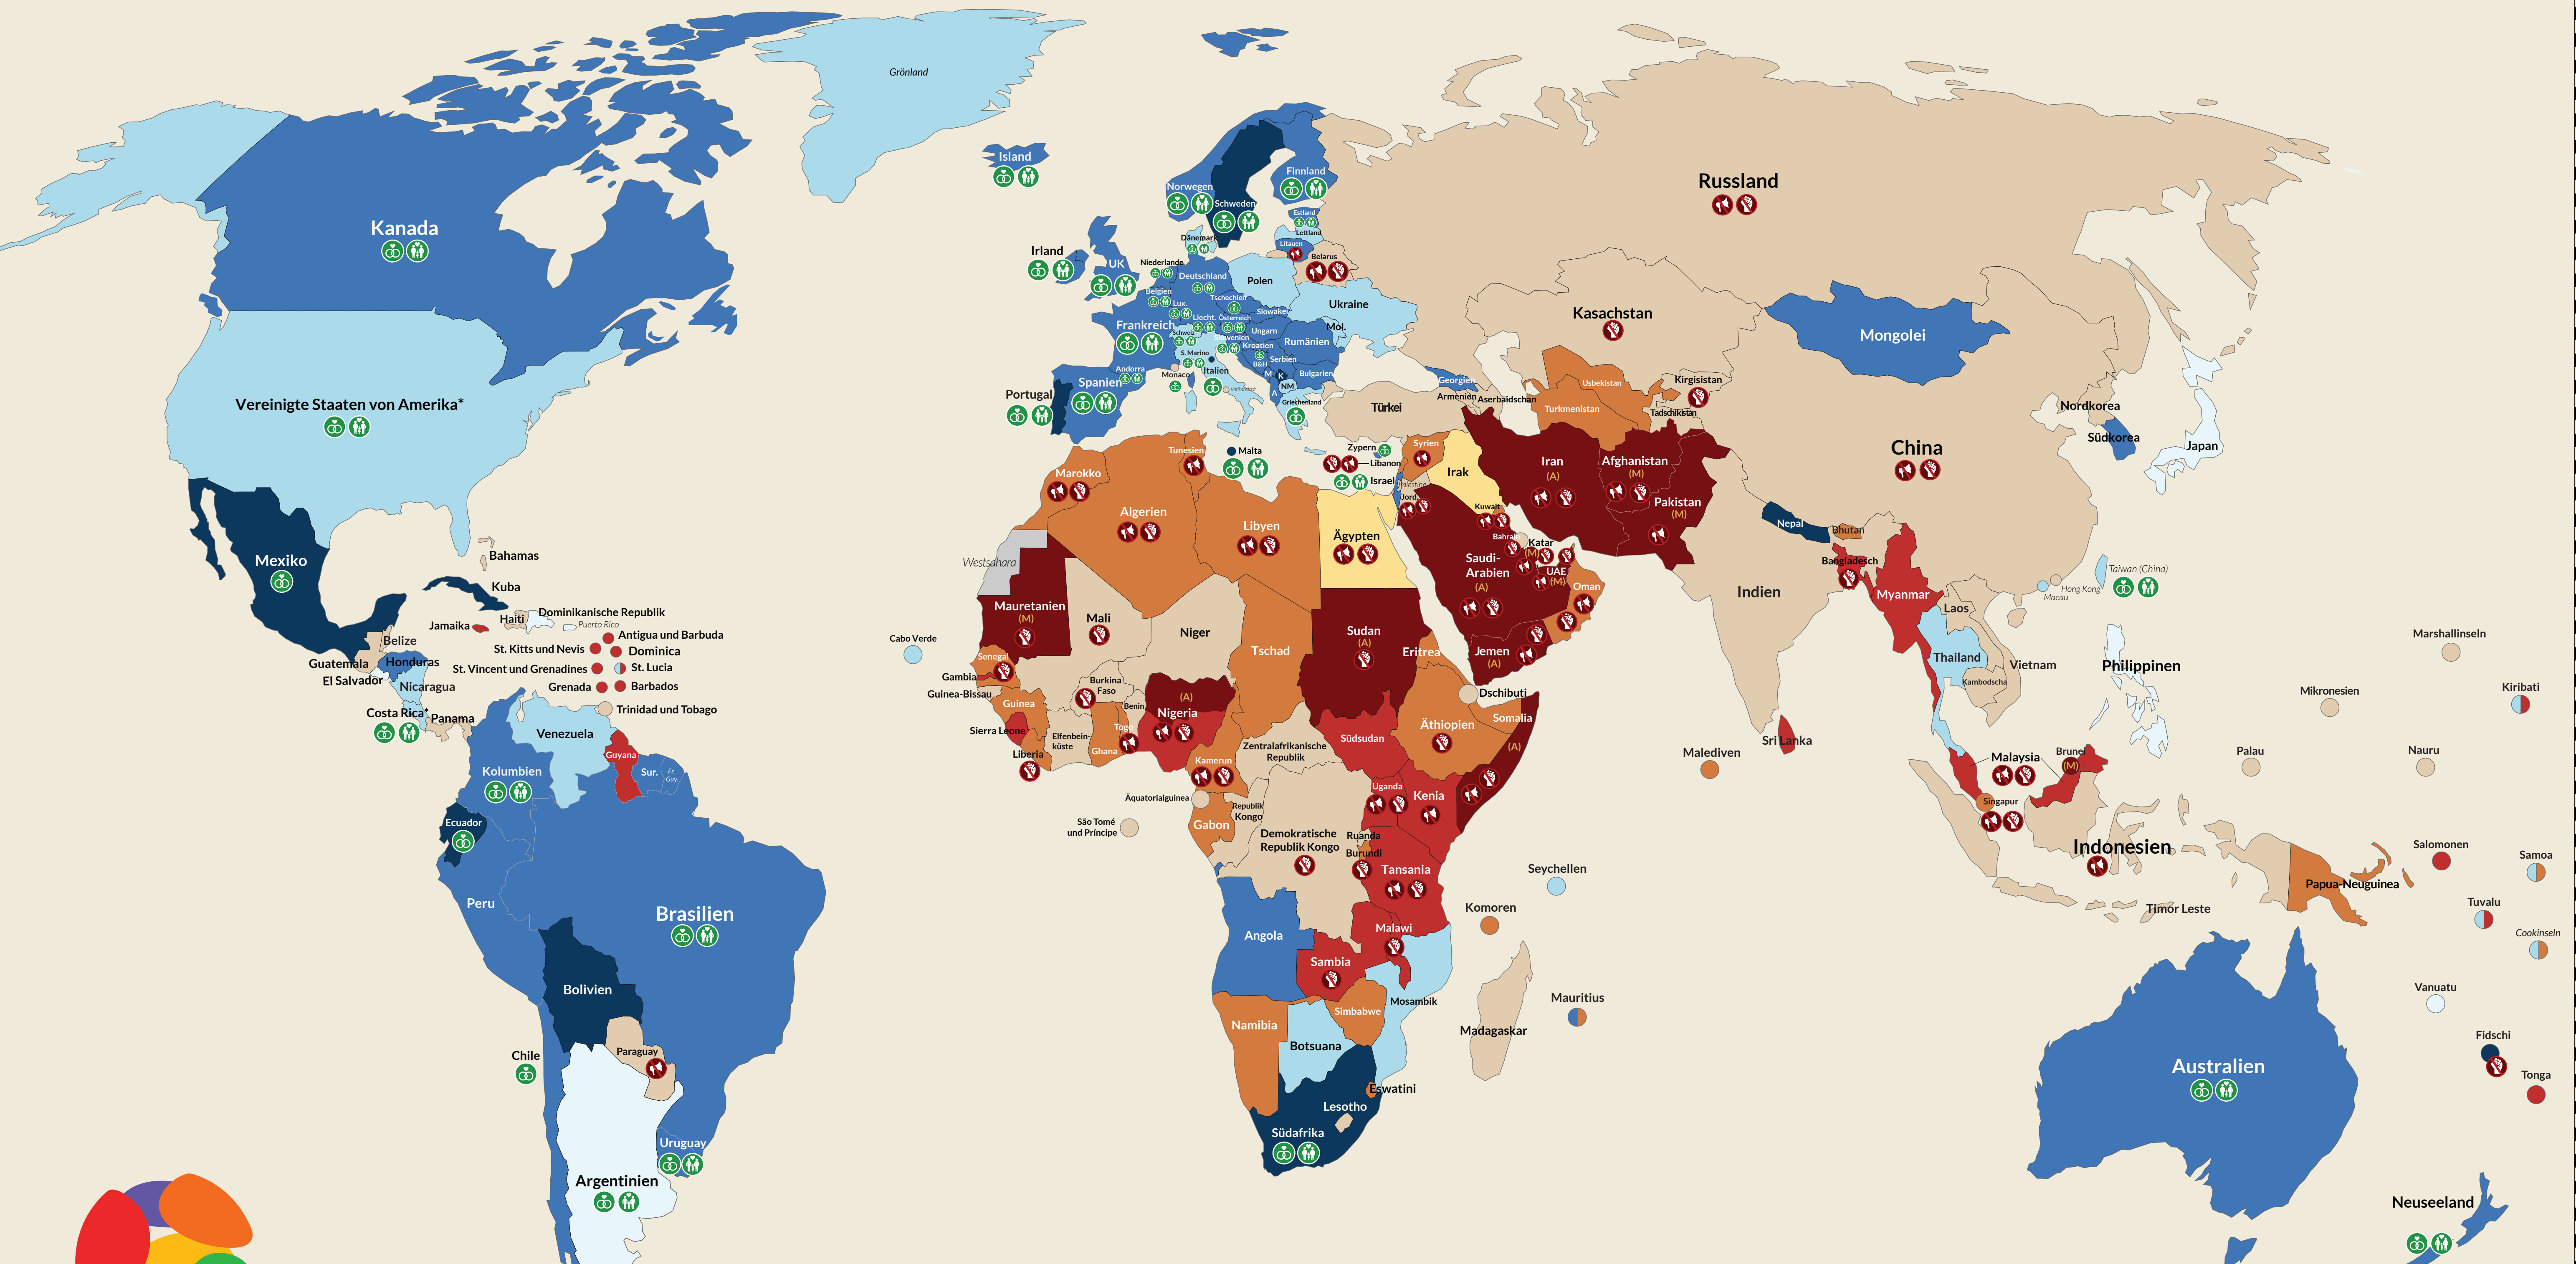 Grönland
Island
Kanada
Norwegen
Finnland
Schweden
Estland
Lettland
Dänemark
Litauen
Belarus
Irland
UK
Niederlande
Deutschland
Polen
Belgien
Lux.
Tschechien
Ukraine
Slowakei
Frankreich
Liecht.
Österreich
Schweiz
Ungarn
Mol.
Slowenien
Kroatien
Rumänien
S. Marino
B&H
Serbien
Andorra
Monaco
Italien
M
K
Bulgarien
Spanien
Vatikanstadt
NM
A
Portugal
Griechenland
Russland
Kasachstan
Mongolei
Georgien
Armenien
Aserbaidschan
Usbekistan
Kirgisistan
Turkmenistan
Tadschikistan
Türkei
Nordkorea
Südkorea
Japan
China
Vereinigte Staaten von Amerika*
Malta
Zypern
Libanon
Israel
Syrien
Palestine
Jord.
Irak
Iran
(A)
Afghanistan
(M)
Pakistan
(M)
Kuwait
Bahrain
Katar
(M)
UAE
(M)
Saudi-
Arabien
(A)
Oman
Jemen
(A)
Nepal
Bhutan
Bangladesch
Indien
Myanmar
Laos
Thailand
Vietnam
Kambodscha
Hong Kong
Macau
Taiwan (China)
Philippinen
Sri Lanka
Malediven
Malaysia
Brunei
(M)
Singapur
Indonesien
Timor Leste
Papua-Neuguinea
Marokko
Tunesien
Algerien
Libyen
Ägypten
Westsahara
Mauretanien
(M)
Mali
Niger
Tschad
Sudan
(A)
Eritrea
Dschibuti
Cabo Verde
Senegal
Gambia
Guinea-Bissau
Guinea
Sierra Leone
Liberia
Burkina
Faso
Elfenbein-
küste
Ghana
Togo
Benin
(A)
Nigeria
Kamerun
Zentralafrikanische
Republik
Südsudan
Äthiopien
Somalia
(A)
Äquatorialguinea
São Tomé
und Príncipe
Gabon
Republik
Kongo
Demokratische
Republik Kongo
Uganda
Kenia
Ruanda
Burundi
Tansania
Seychellen
Komoren
Angola
Sambia
Malawi
Mosambik
Simbabwe
Namibia
Botsuana
Madagaskar
Mauritius
Eswatini
Lesotho
Südafrika
Mexiko
Bahamas
Kuba
Dominikanische Republik
Haiti
Puerto Rico
Jamaika
Belize
Antigua und Barbuda
St. Kitts und Nevis
Dominica
Guatemala
Honduras
St. Vincent und Grenadines
St. Lucia
El Salvador
Nicaragua
Grenada
Barbados
Costa Rica*
Panama
Trinidad und Tobago
Venezuela
Guyana
Sur.
Fr.
Guy.
Kolumbien
Ecuador
Peru
Brasilien
Bolivien
Paraguay
Chile
Uruguay
Argentinien
Marshallinseln
Mikronesien
Kiribati
Palau
Nauru
Salomonen
Samoa
Tuvalu
Cookinseln
Vanuatu
Fidschi
Tonga
Australien
Neuseeland